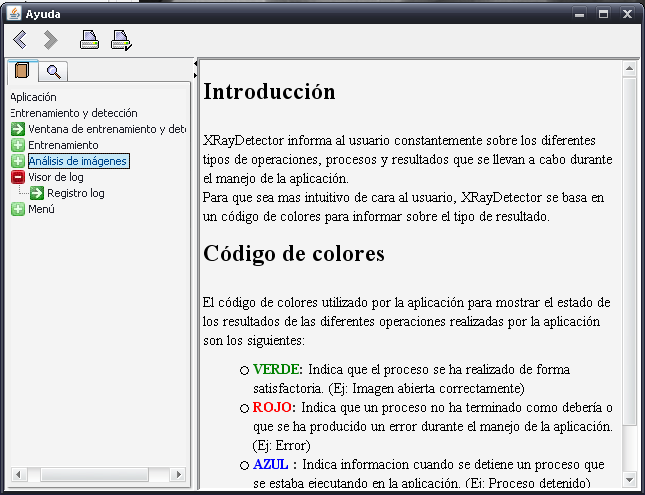 Ayuda
Aplicación
Entrenamiento y detección
Ventana de entrenamiento y dete
Entrenamiento
Análisis de imágenes
Visor de log
Registro log
Menú
Introducción
XRayDetector informa al usuario constantemente sobre los diferentes
tipos de operaciones, procesos y resultados que se llevan a cabo durante
el manejo de la aplicación.
Para que sea mas intuitivo de cara al usuario, XRayDetector se basa en
un código de colores para informar sobre el tipo de resultado.
Código de colores
El código de colores utilizado por la aplicación para mostrar el estado de
los resultados de las diferentes operaciones realizadas por la aplicación
son los siguientes:
VERDE: Indica que el proceso se ha realizado de forma
satisfactoria. (Ej: Imagen abierta correctamente)
ROJO: Indica que un proceso no ha terminado como debería o
que se ha producido un error durante el manejo de la aplicación.
(Ej: Error)
AZUL : Indica informacion cuando se detiene un proceso que
se estaba ejecutando en la aplicación. (Ej: Proceso detenido)